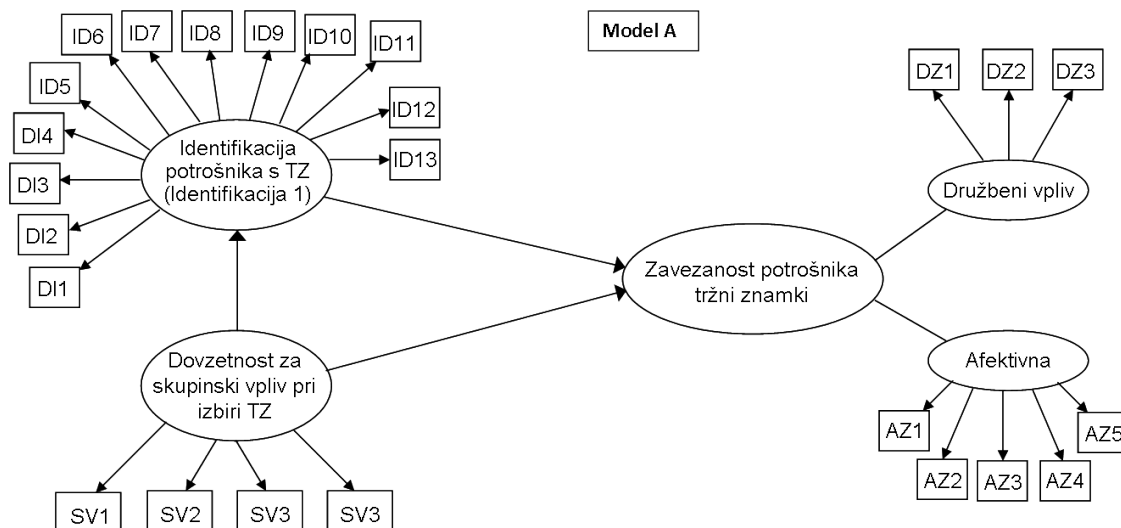 Model A
ID6
ID7
ID8
ID9
ID10
ID11
ID5
ID12
DI4
ID13
DI3
DI2
DI1
Identifikacija
potrošnika s TZ
(Identifikacija 1)
DZ1
DZ2
DZ3
Družbeni vpliv
Zavezanost potrošnika
tržni znamki
Dovzetnost za
skupinski vpliv pri
izbiri TZ
Afektivna
AZ1
AZ2
AZ3
AZ4
AZ5
SV1
SV2
SV3
SV3